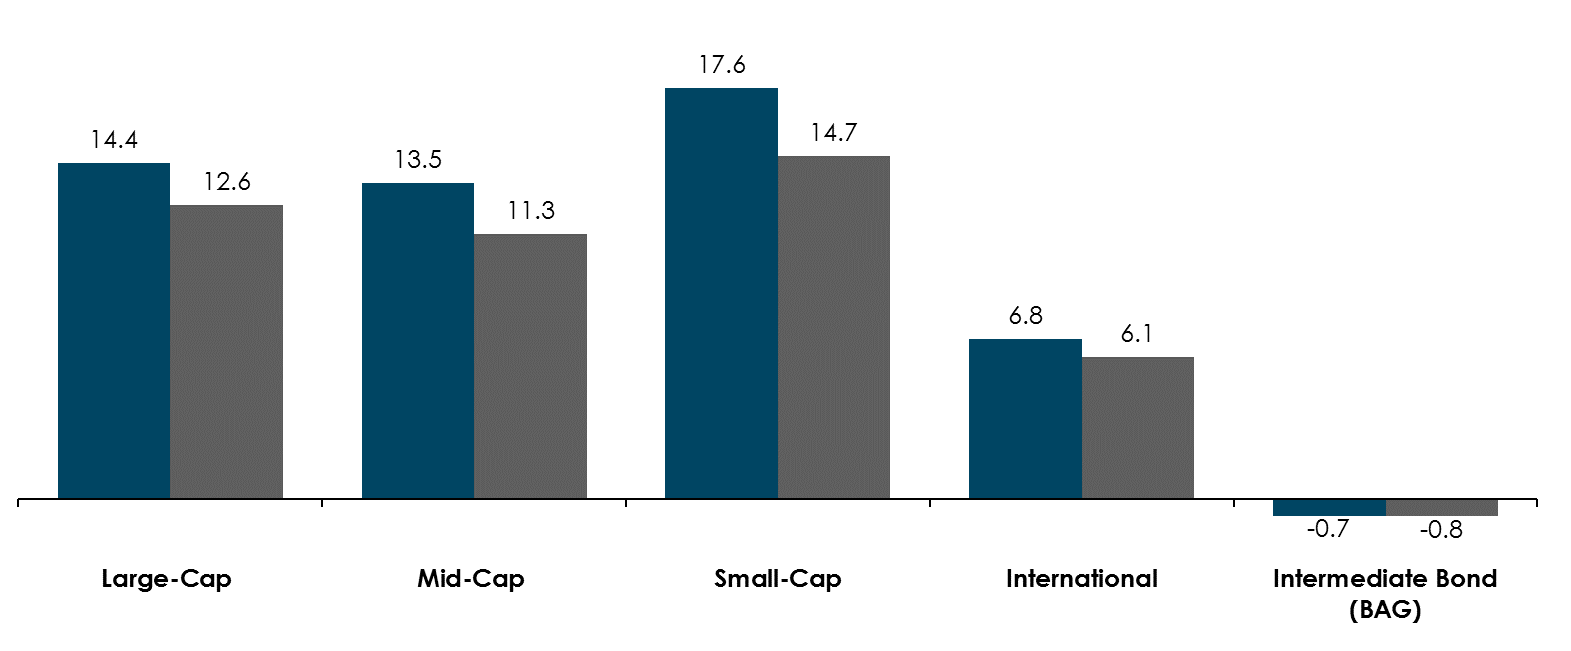 14.4
12.6
13.5
11.3
17.6
14.7
6.8
6.1
-0.7
-0.8
Large-Cap
Mid-Cap
Small-Cap
International
Intermediate Bond
(BAG)